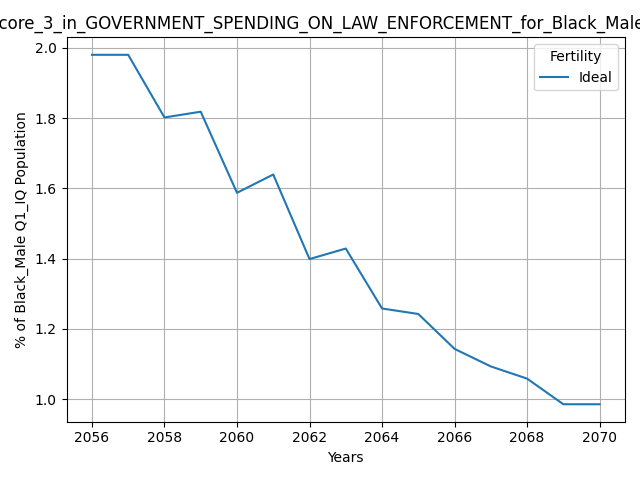 core_3_in_GOVERNMENT_SPENDING_ON_LAW_ENFORCEMENT_for_Black_Male
Fertility
Ideal
% of Black_Male Q1_IQ Population
2.0
1.8
1.6
1.4
1.2
1.0
2056 2058 2060 2062 2064 2066 2068 2070
Years